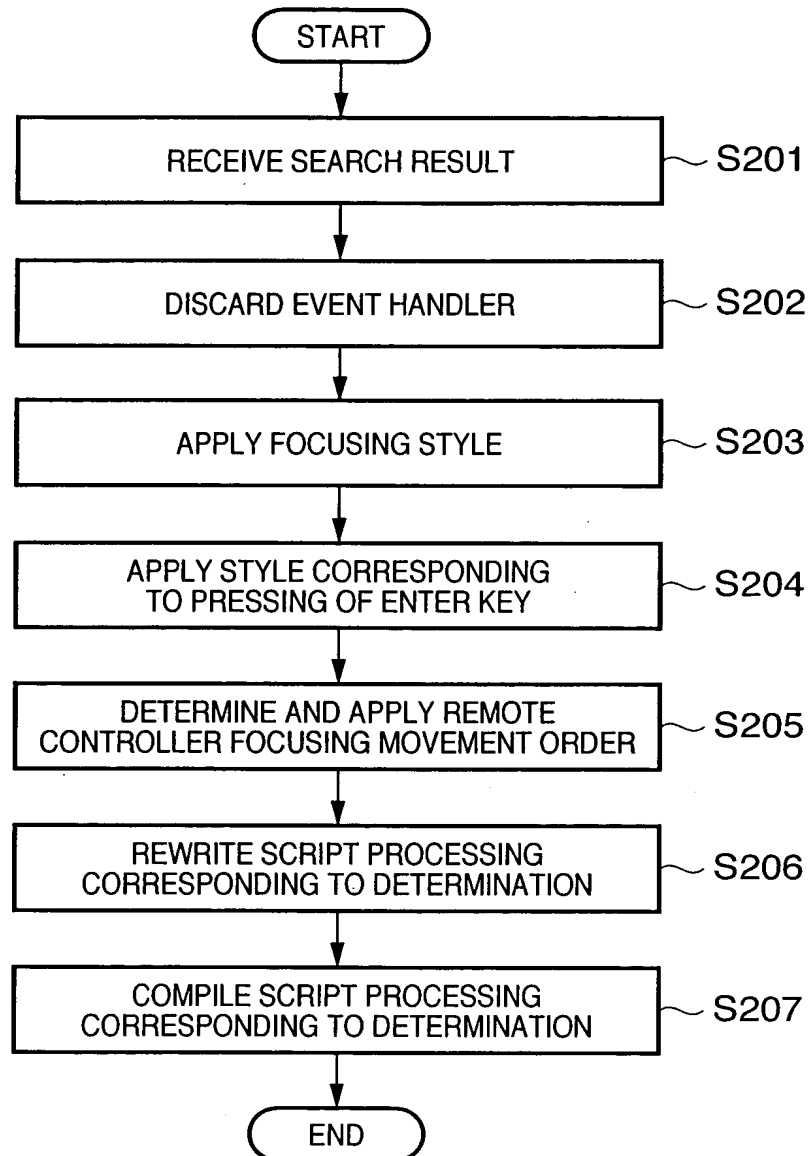 START
RECEIVE SEARCH RESULT
S201
DISCARD EVENT HANDLER
S202
APPLY FOCUSING STYLE
S203
APPLY STYLE CORRESPONDING
TO PRESSING OF ENTER KEY
S204
DETERMINE AND APPLY REMOTE
CONTROLLER FOCUSING MOVEMENT ORDER
S205
REWRITE SCRIPT PROCESSING
CORRESPONDING TO DETERMINATION
S206
COMPILE SCRIPT PROCESSING
CORRESPONDING TO DETERMINATION
S207
END